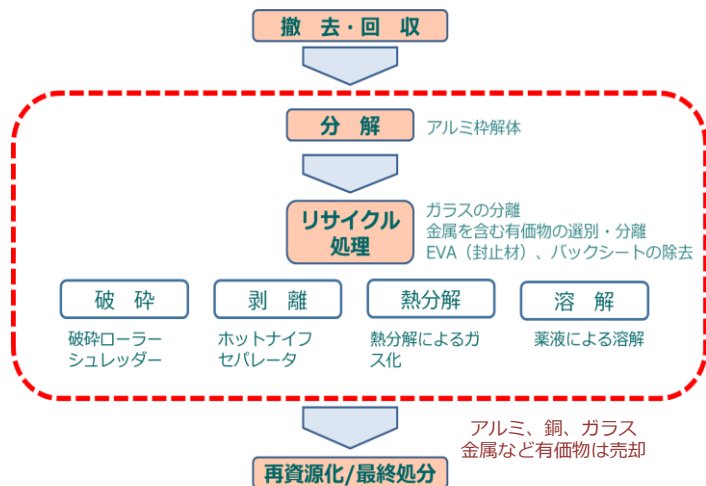 撤 去・回 収
分 解
アルミ枠解体
リサイクル
処理
ガラスの分離
金属を含む有価物の選別・分離
EVA（封止材）、バックシートの除去
破 砕
剥 離
熱分解
溶 解
破砕ローラー
シュレッダー
ホットナイフ
セパレータ
熱分解によるガ
ス化
薬液による溶解
アルミ、銅、ガラス
金属など有価物は売却
再資源化/最終処分